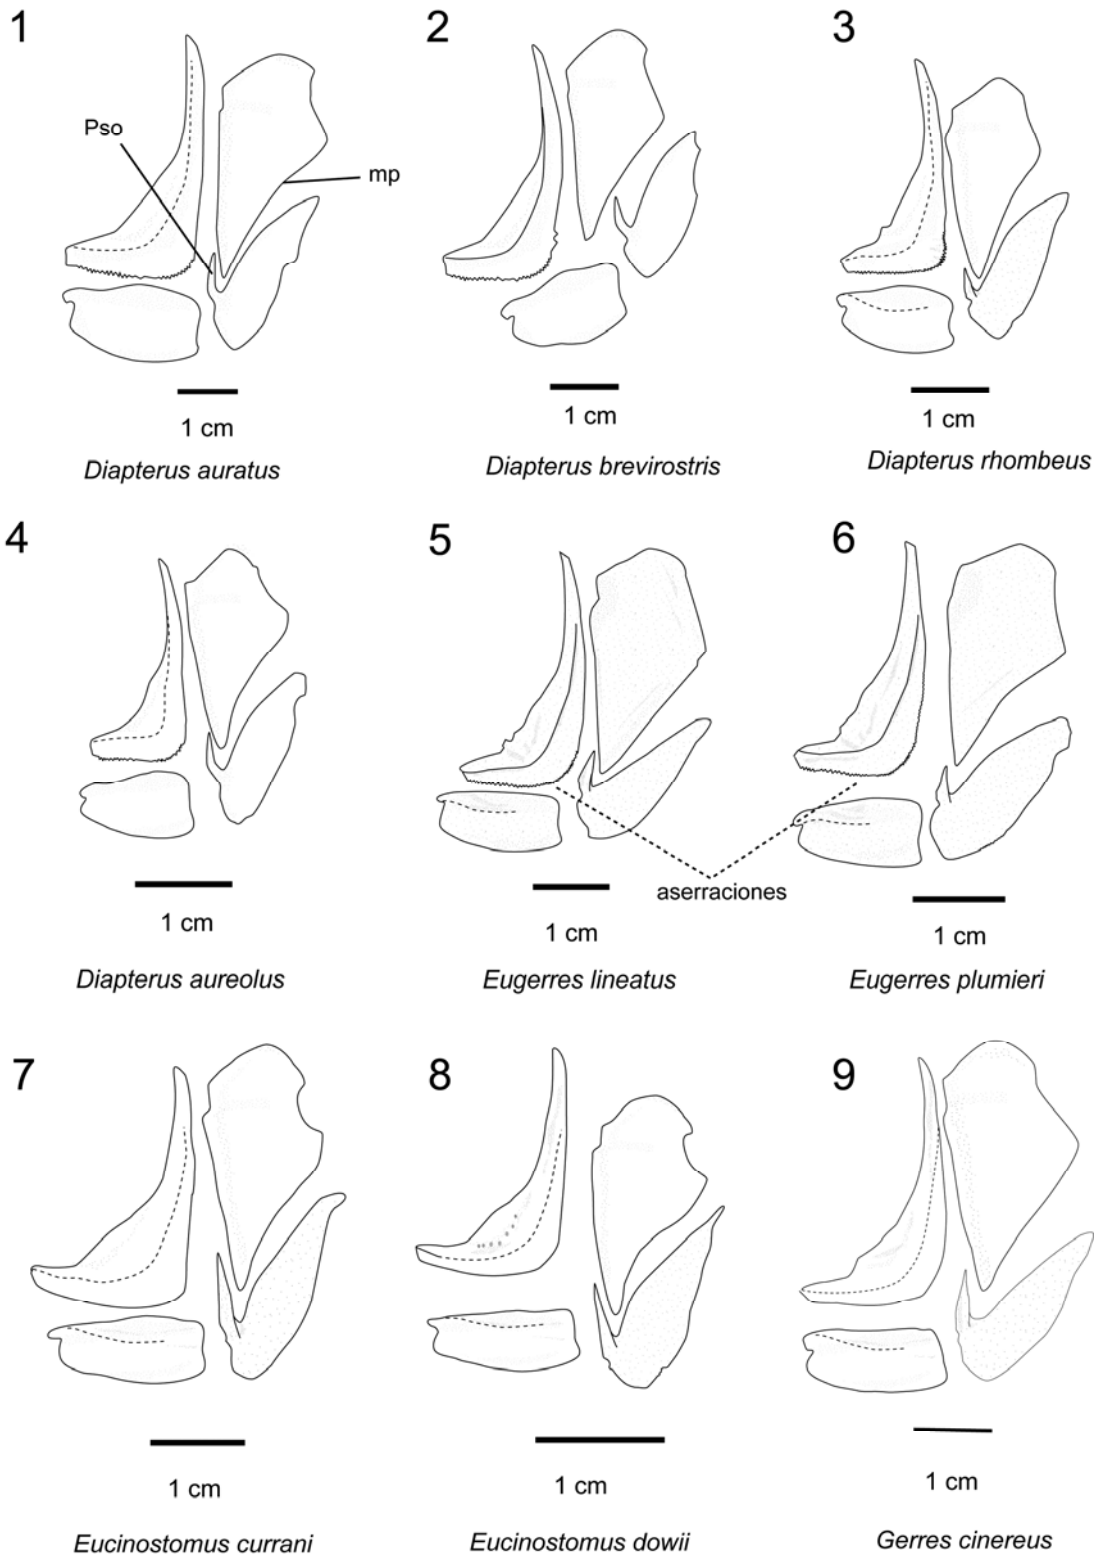 1
2
3
Pso
mp
1 cm
1 cm
1 cm
Diapterus auratus
Diapterus brevirostris
Diapterus rhombeus
4
5
6
aserraciones
1 cm
1 cm
1 cm
Diapterus aureolus
Eugerres lineatus
Eugerres plumieri
7
8
9
1 cm
1 cm
1 cm
Eucinostomus currani
Eucinostomus dowii
Gerres cinereus